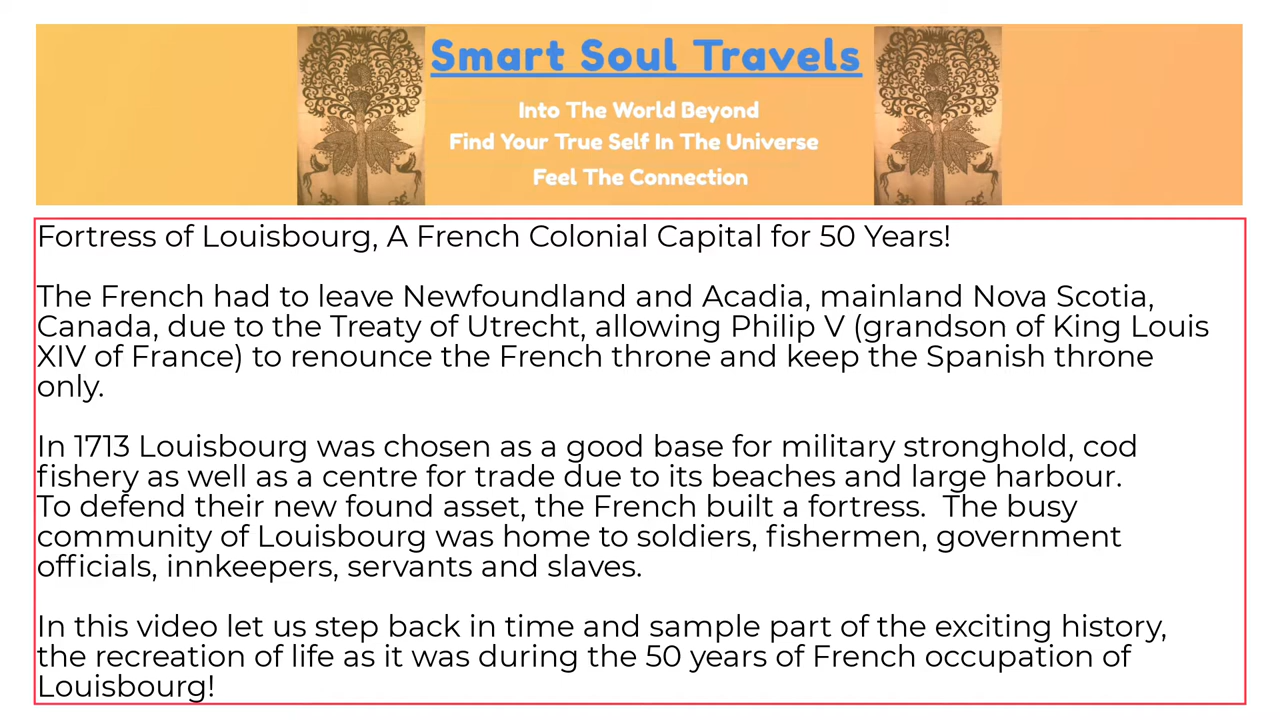 Smart Soul Travels
Into The World Beyond
Find Your True Self In The Universe
Feel The Connection
Fortress of Louisbourg, A French Colonial Capital for 50 Years!
The French had to leave Newfoundland and Acadia, mainland Nova Scotia,
Canada, due to the Treaty of Utrecht, allowing Philip V (grandson of King Louis
XIV of France) to renounce the French throne and keep the Spanish throne
only.
In 1713 Louisbourg was chosen as a good base for military stronghold, cod
fishery as well as a centre for trade due to its beaches and large harbour.
To defend their new found asset, the French built a fortress.  The busy
community of Louisbourg was home to soldiers, fishermen, government
officials, innkeepers, servants and slaves.
In this video let us step back in time and sample part of the exciting history,
the recreation of life as it was during the 50 years of French occupation of
Louisbourg!